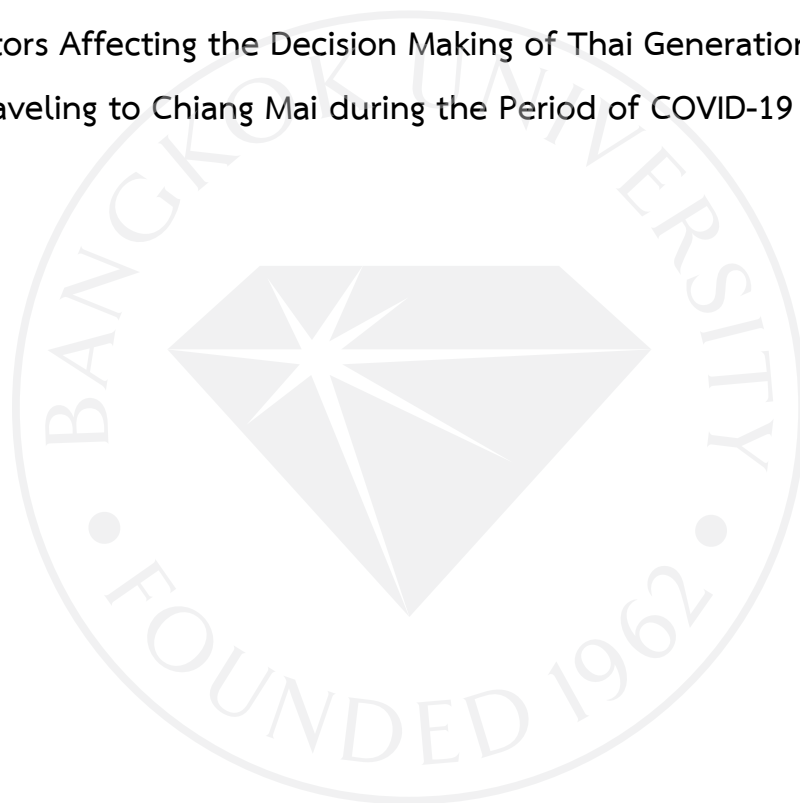 tors Affecting the Decision Making of Thai Generation
aveling to Chiang Mai during the Period of COVID-19
BANGKOK UNIVERSITY
• FOUNDED 1962 •